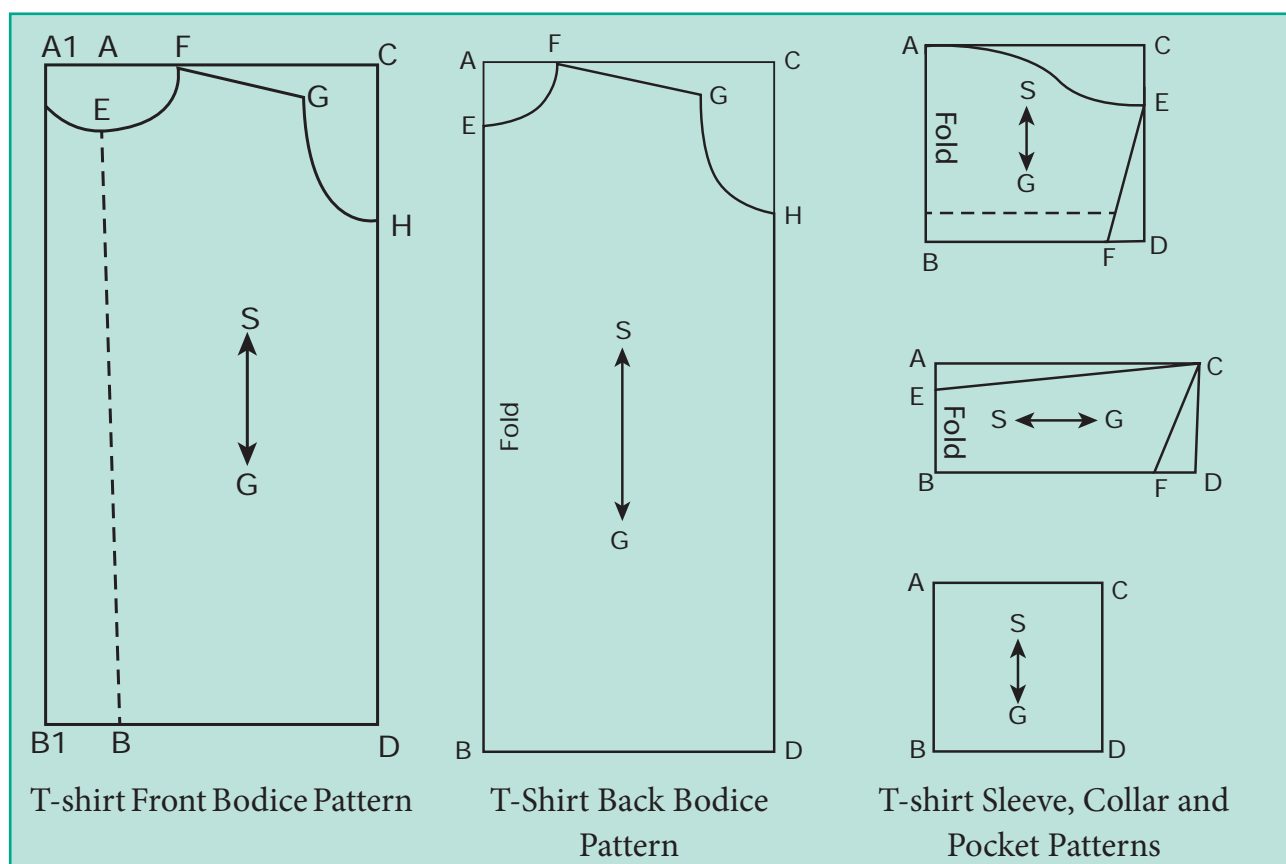 A1 A F C
E
G
H
S
G
B1 B D
T-shirt Front Bodice Pattern
A F C
E
G
H
S
Fold
G
B D
T-Shirt Back Bodice
Pattern
A C
S
E
Fold
G
B F D
A C
E
Fold
S G
B F D
A C
S
G
B D
T-shirt Sleeve, Collar and
Pocket Patterns